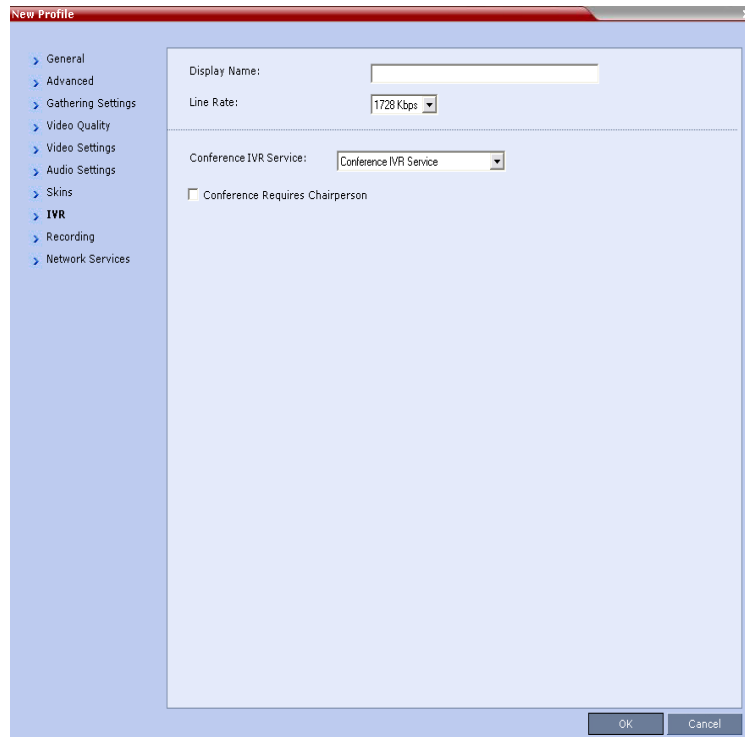 New Profile
General
Advanced
Gathering Settings
Video Quality
Video Settings
Audio Settings
Skins
IVR
Recording
Network Services
Display Name:
Line Rate: 1728 Kbps
Conference IVR Service: Conference IVR Service
Conference Requires Chairperson
OK Cancel